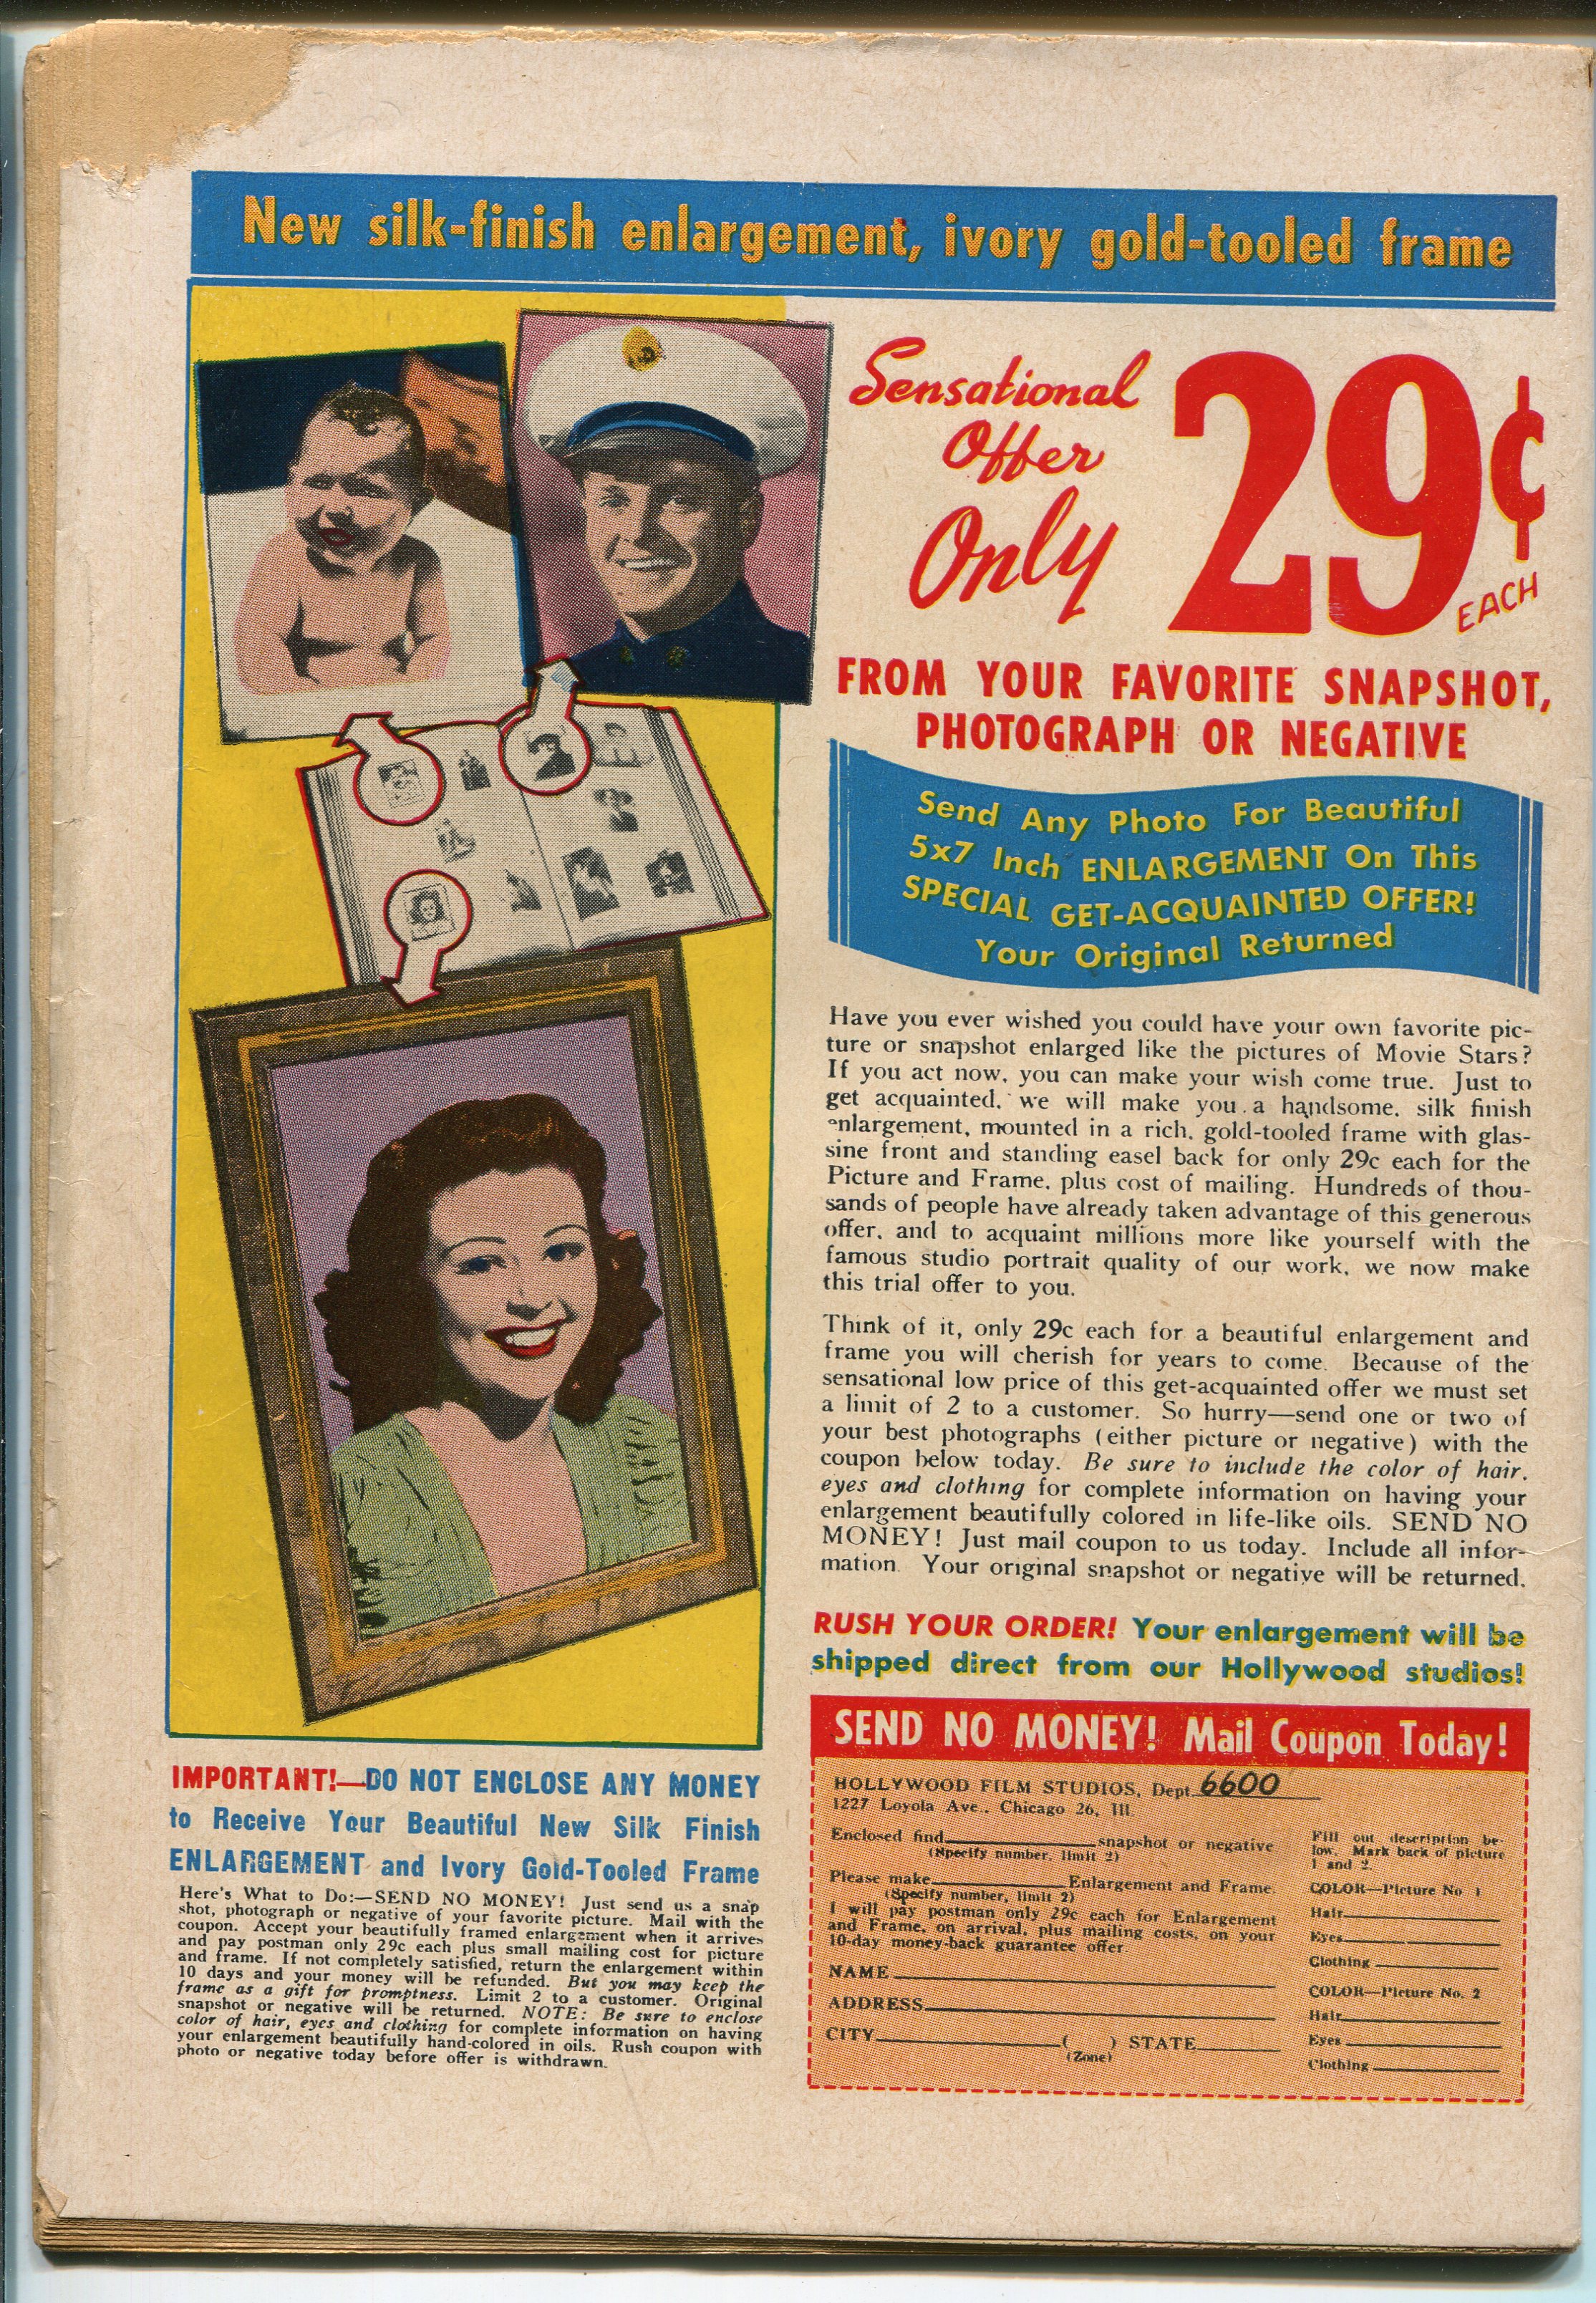 New silk-finish enlargement, ivory gold-tooled frame
Sensational
Offer
Only
29¢
EACH
FROM YOUR FAVORITE SNAPSHOT,
PHOTOGRAPH OR NEGATIVE
Send Any Photo For Beautiful
5x7 Inch ENLARGEMENT On This
SPECIAL GET-ACQUAINTED OFFER!
Your Original Returned
Have you ever wished you could have your own favorite pic-
ture or snapshot enlarged like the pictures of Movie Stars?
If you act now, you can make your wish come true. Just to
get acquainted, we will make you a handsome, silk finish
enlargement, mounted in a rich, gold-tooled frame with glas-
sine front and standing easel back for only 29c each for the
Picture and Frame, plus cost of mailing. Hundreds of thou-
sands of people have already taken advantage of this generous
offer, and to acquaint millions more like yourself with the
famous studio portrait quality of our work, we now make
this trial offer to you.
Think of it, only 29c each for a beautiful enlargement and
frame you will cherish for years to come. Because of the
sensational low price of this get-acquainted offer we must set
a limit of 2 to a customer. So hurry—send one or two of
your best photographs (either picture or negative) with the
coupon below today. Be sure to include the color of hair,
eyes and clothing for complete information on having your
enlargement beautifully colored in life-like oils. SEND NO
MONEY! Just mail coupon to us today. Include all infor-
mation. Your original snapshot or negative will be returned.
RUSH YOUR ORDER! Your enlargement will be
shipped direct from our Hollywood studios!
IMPORTANT!—DO NOT ENCLOSE ANY MONEY
to Receive Your Beautiful New Silk Finish
ENLARGEMENT and Ivory Gold-Tooled Frame
Here's What to Do:—SEND NO MONEY! Just send us a snap
shot, photograph or negative of your favorite picture. Mail with the
coupon. Accept your beautifully framed enlargement when it arrives
and pay postman only 29c each plus small mailing cost for picture
and frame. If not completely satisfied, return the enlargement within
10 days and your money will be refunded. But you may keep the
frame as a gift for promptness. Limit 2 to a customer. Original
snapshot or negative will be returned. NOTE: Be sure to enclose
color of hair, eyes and clothing for complete information on having
your enlargement beautifully hand-colored in oils. Rush coupon with
photo or negative today before offer is withdrawn.
SEND NO MONEY! Mail Coupon Today!
HOLLYWOOD FILM STUDIOS, Dept. 6600
1227 Loyola Ave., Chicago 26, Ill.
Enclosed find snapshot or negative
(Specify number, limit 2)
Please make Enlargement and Frame.
(Specify number, limit 2)
I will pay postman only 29c each for Enlargement
and Frame, on arrival, plus mailing costs, on your
10-day money-back guarantee offer.
NAME
ADDRESS
CITY ( ) STATE
(Zone)
Fill out description be-
low. Mark back of picture
1 and 2.
COLOR—Picture No. 1
Hair
Eyes
Clothing
COLOR—Picture No. 2
Hair
Eyes
Clothing